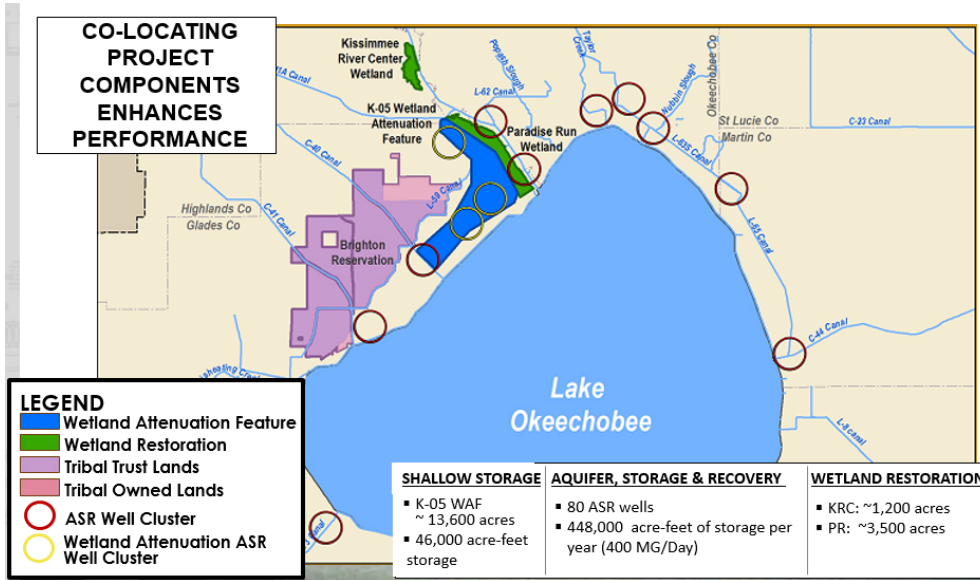 CO-LOCATING
PROJECT
COMPONENTS
ENHANCES
PERFORMANCE
Kissimmee
River Center
Wetland
K-05 Wetland
Attenuation
Feature
Popash Slough
L-62 Canal
Taylor
Creek
Nubbin Slough
Okeechobee Co
St Lucie Co
Martin Co
C-23 Canal
Paradise Run
Wetland
L-63S Canal
C-40 Canal
L-59 Canal
C-41 Canal
Highlands Co
Glades Co
Brighton
Reservation
L-65 Canal
C-44 Canal
L-8 canal
Lake
Okeechobee
LEGEND
Wetland Attenuation Feature
Wetland Restoration
Tribal Trust Lands
Tribal Owned Lands
ASR Well Cluster
Wetland Attenuation ASR
Well Cluster
SHALLOW STORAGE
▪ K-05 WAF
~ 13,600 acres
▪ 46,000 acre-feet
storage
AQUIFER, STORAGE & RECOVERY
▪ 80 ASR wells
▪ 448,000 acre-feet of storage per
year (400 MG/Day)
WETLAND RESTORATION
▪ KRC: ~1,200 acres
▪ PR: ~3,500 acres